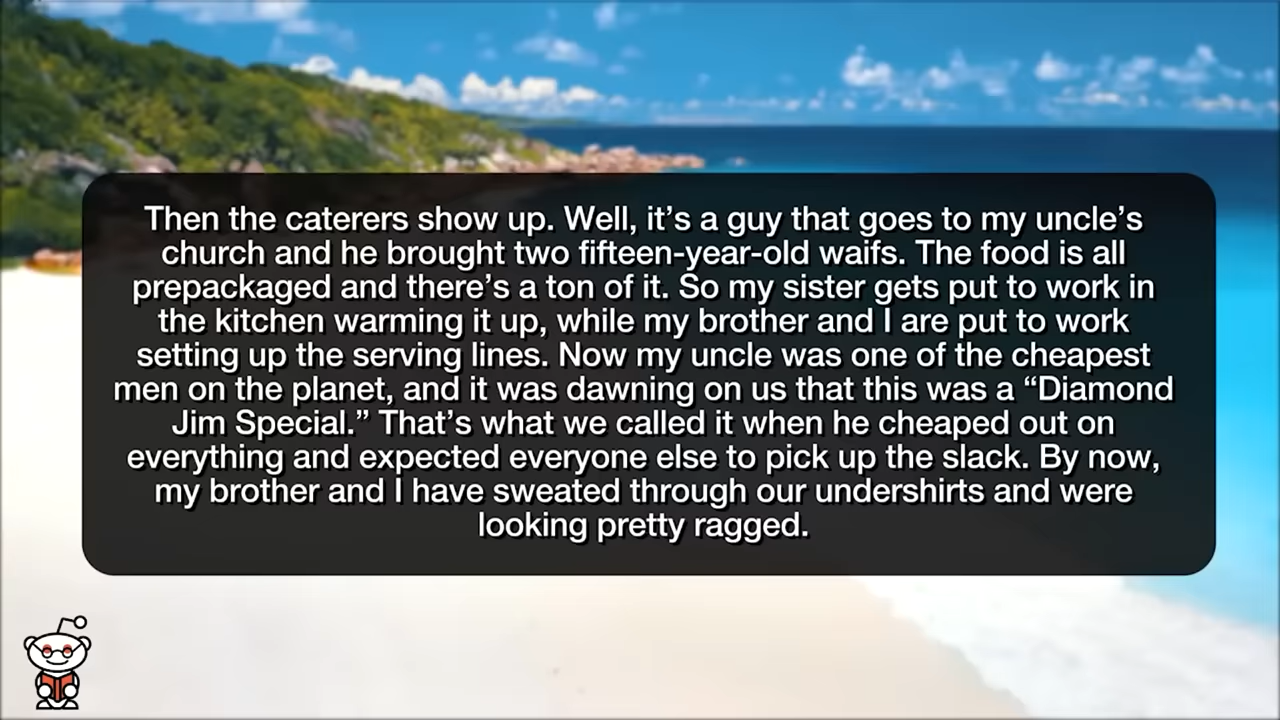 Then the caterers show up. Well, it’s a guy that goes to my uncle’s
church and he brought two fifteen-year-old waifs. The food is all
prepackaged and there’s a ton of it. So my sister gets put to work in
the kitchen warming it up, while my brother and I are put to work
setting up the serving lines. Now my uncle was one of the cheapest
men on the planet, and it was dawning on us that this was a “Diamond
Jim Special.” That’s what we called it when he cheaped out on
everything and expected everyone else to pick up the slack. By now,
my brother and I have sweated through our undershirts and were
looking pretty ragged.